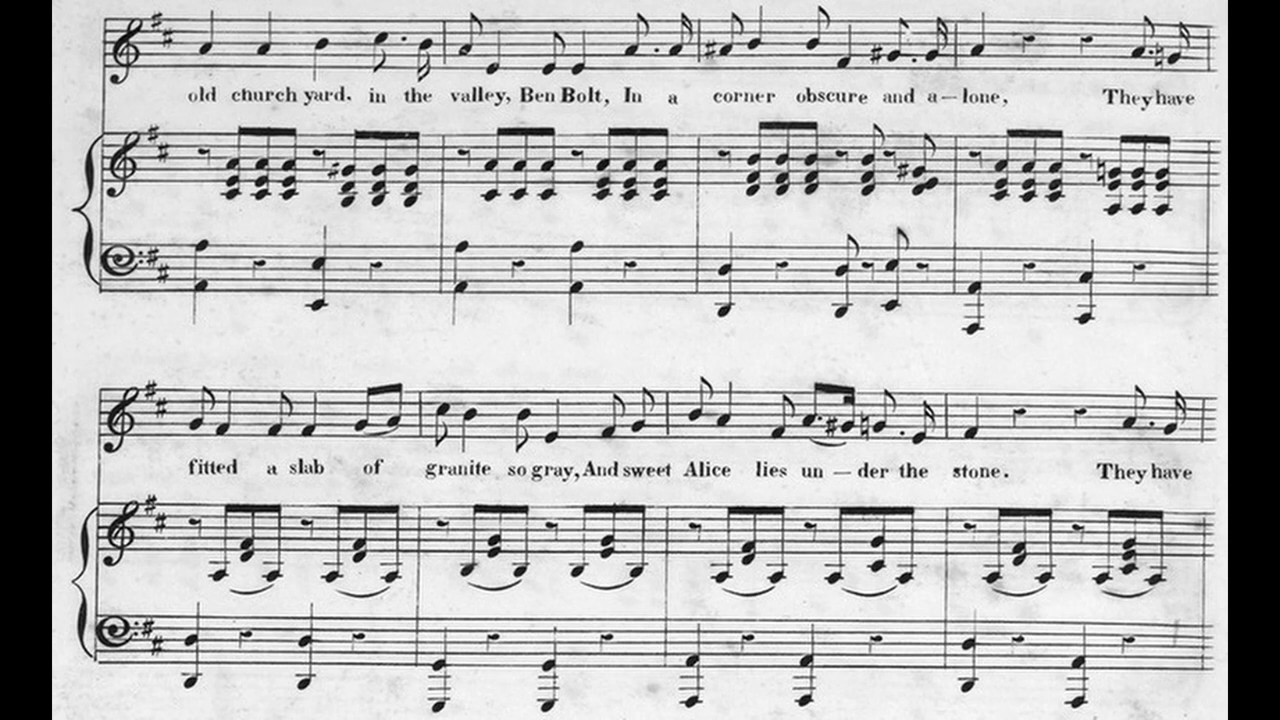 old church yard. in the valley, Ben Bolt, In a corner obscure and a—lone, They have
fitted a slab of granite so gray, And sweet Alice lies un—der the stone. They have